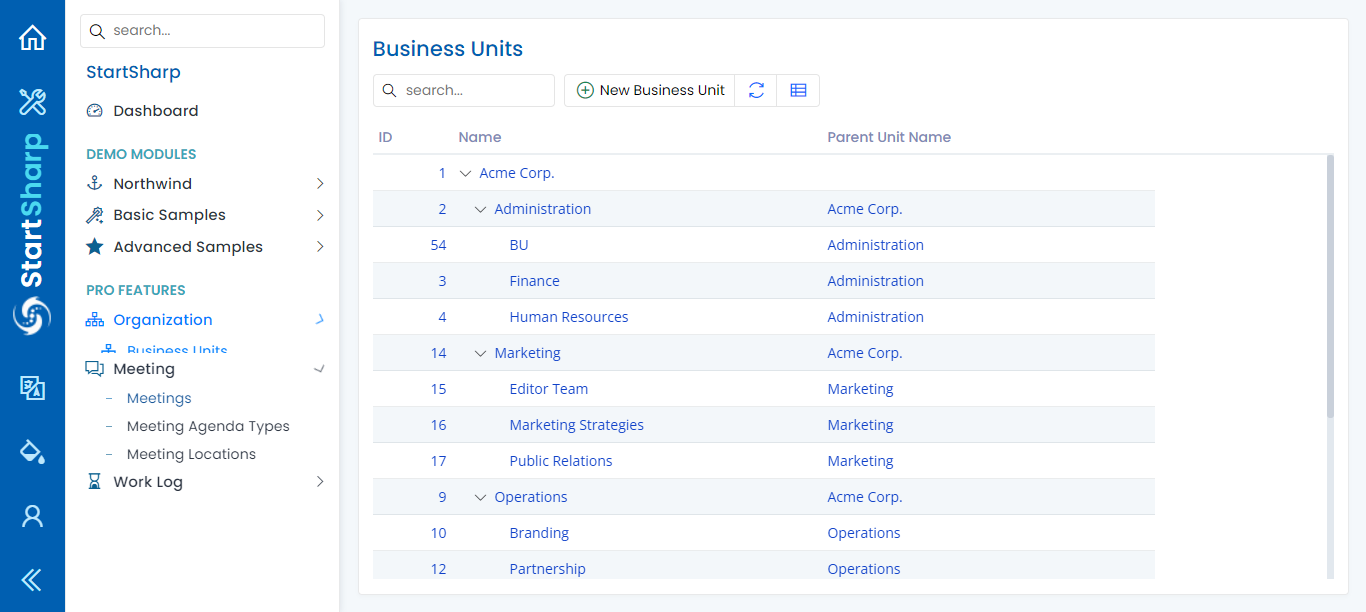 StartSharp
search...
StartSharp
Dashboard
DEMO MODULES
Northwind
Basic Samples
Advanced Samples
PRO FEATURES
Organization
Business Units
Meeting
Meetings
Meeting Agenda Types
Meeting Locations
Work Log
Business Units
search...
New Business Unit
ID Name Parent Unit Name
1 Acme Corp.
2 Administration Acme Corp.
54 BU Administration
3 Finance Administration
4 Human Resources Administration
14 Marketing Acme Corp.
15 Editor Team Marketing
16 Marketing Strategies Marketing
17 Public Relations Marketing
9 Operations Acme Corp.
10 Branding Operations
12 Partnership Operations